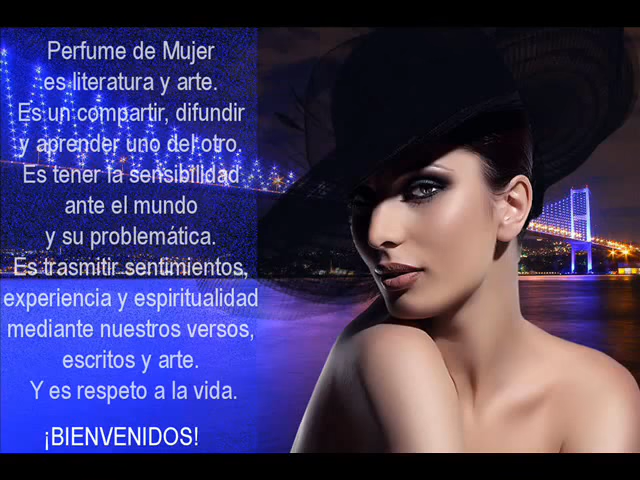 Perfume de Mujer
es literatura y arte.
Es un compartir, difundir
y aprender uno del otro.
Es tener la sensibilidad
ante el mundo
y su problemática.
Es trasmitir sentimientos,
experiencia y espiritualidad
mediante nuestros versos,
escritos y arte.
Y es respeto a la vida.
¡BIENVENIDOS!